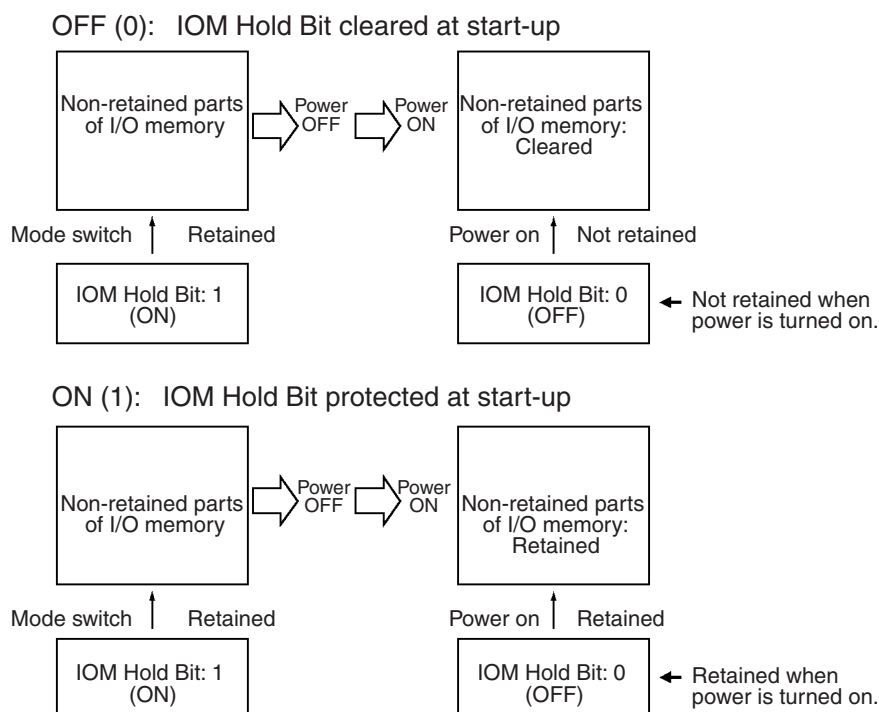 OFF (0): IOM Hold Bit cleared at start-up
Non-retained parts
of I/O memory
Power
OFF
Power
ON
Non-retained parts
of I/O memory:
Cleared
Mode switch
Retained
Power on
Not retained
IOM Hold Bit: 1
(ON)
IOM Hold Bit: 0
(OFF)
Not retained when
power is turned on.
ON (1): IOM Hold Bit protected at start-up
Non-retained parts
of I/O memory
Power
OFF
Power
ON
Non-retained parts
of I/O memory:
Retained
Mode switch
Retained
Power on
Retained
IOM Hold Bit: 1
(ON)
IOM Hold Bit: 0
(OFF)
Retained when
power is turned on.